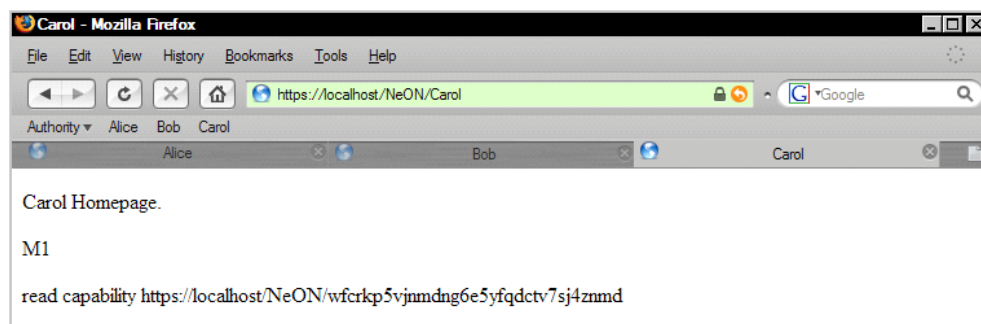 Carol - Mozilla Firefox
File Edit View History Bookmarks Tools Help
https://localhost/NeON/Carol Google
Authority Alice Bob Carol
Alice Bob Carol
Carol Homepage.
M1
read capability https://localhost/NeON/wfcrkp5vjnmdng6e5yfqdctv7sj4znmd